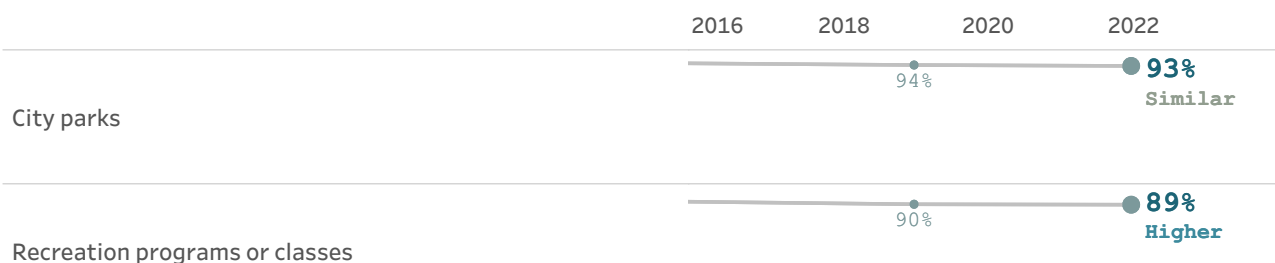 2016 2018 2020 2022
93%
94%
Similar
City parks
89%
90%
Higher
Recreation programs or classes